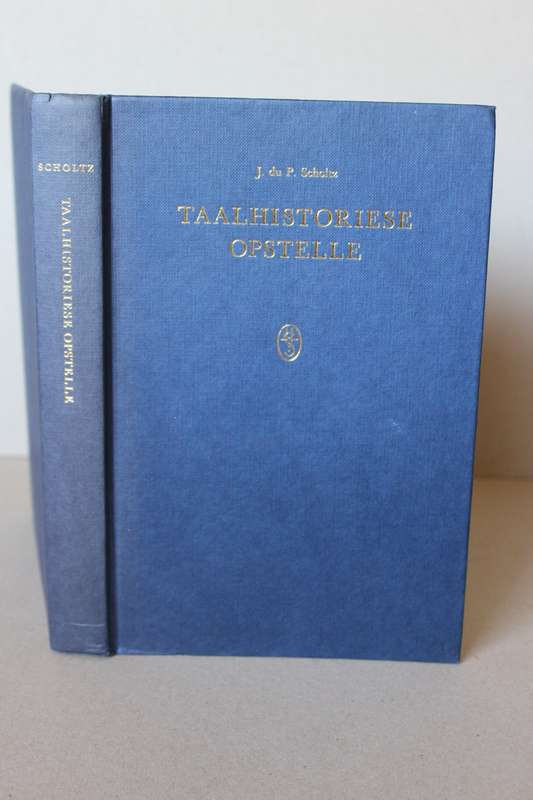 SCHOLTZ
TAALHISTORIESE OPSTELLE
J. du P. Scholtz
TAALHISTORIESE
OPSTELLE